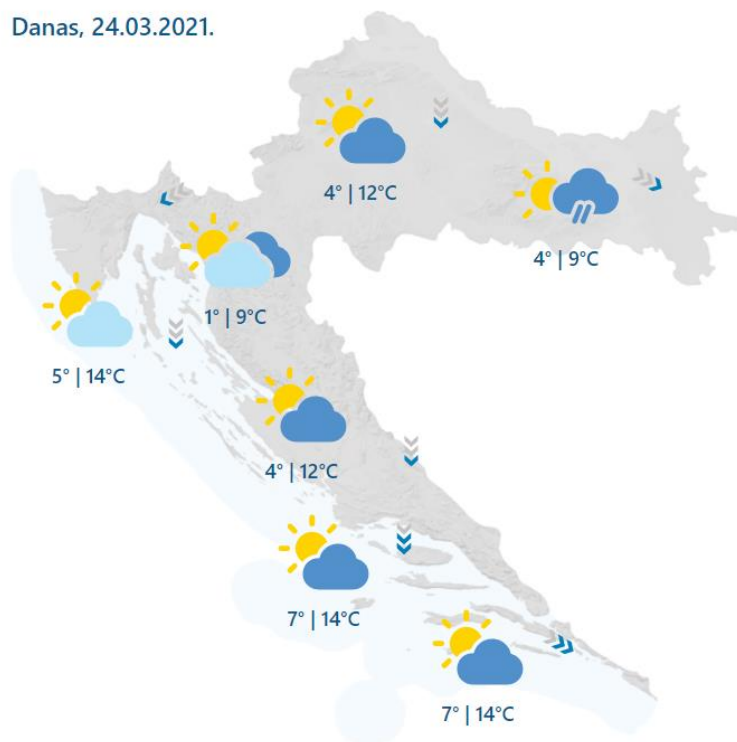 Danas, 24.03.2021.
4° | 12°C
4° | 9°C
1° | 9°C
5° | 14°C
4° | 12°C
7° | 14°C
7° | 14°C